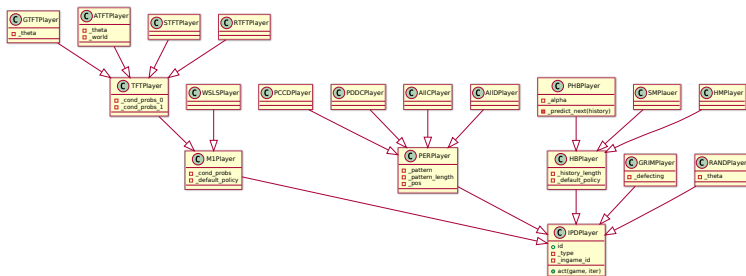 C GTFTPlayer
_theta
C ATFTPlayer
_theta
_world
C STFTPlayer
C RTFTPlayer
C TFTPlayer
_cond_probs_0
_cond_probs_1
C WSLSPlayer
C PCCDPlayer
C PDDCPlayer
C AllCPlayer
C AllDPlayer
C PHBPlayer
_alpha
_predict_next(history)
C SMPlauer
C HMPlayer
C M1Player
_cond_probs
_default_policy
C PERPlayer
_pattern
_pattern_length
_pos
C HBPlayer
_history_length
_default_policy
C GRIMPlayer
_defecting
C RANDPlayer
_theta
C IPDPlayer
id
_type
_ingame_id
act(game, iter)